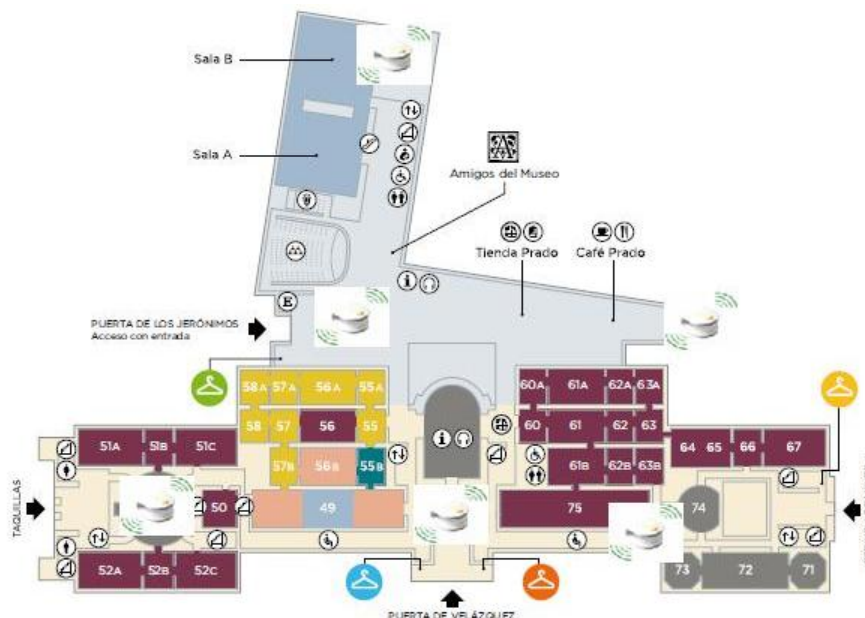 Sala B
Sala A
Amigos del Museo
Tienda Prado
Café Prado
E
PUERTA DE LOS JERÓNIMOS
Acceso con entrada
58A 57A 56A 55A
60A 61A 62A 63A
58 57 56 55
60 61 62 63
51A 51B 51C
57B 56B 55B
61B 62B 63B
64 65 66 67
TAQUILLAS
50
49
75
74
52A 52B 52C
73 72 71
PUERTA DE VELÁZQUEZ